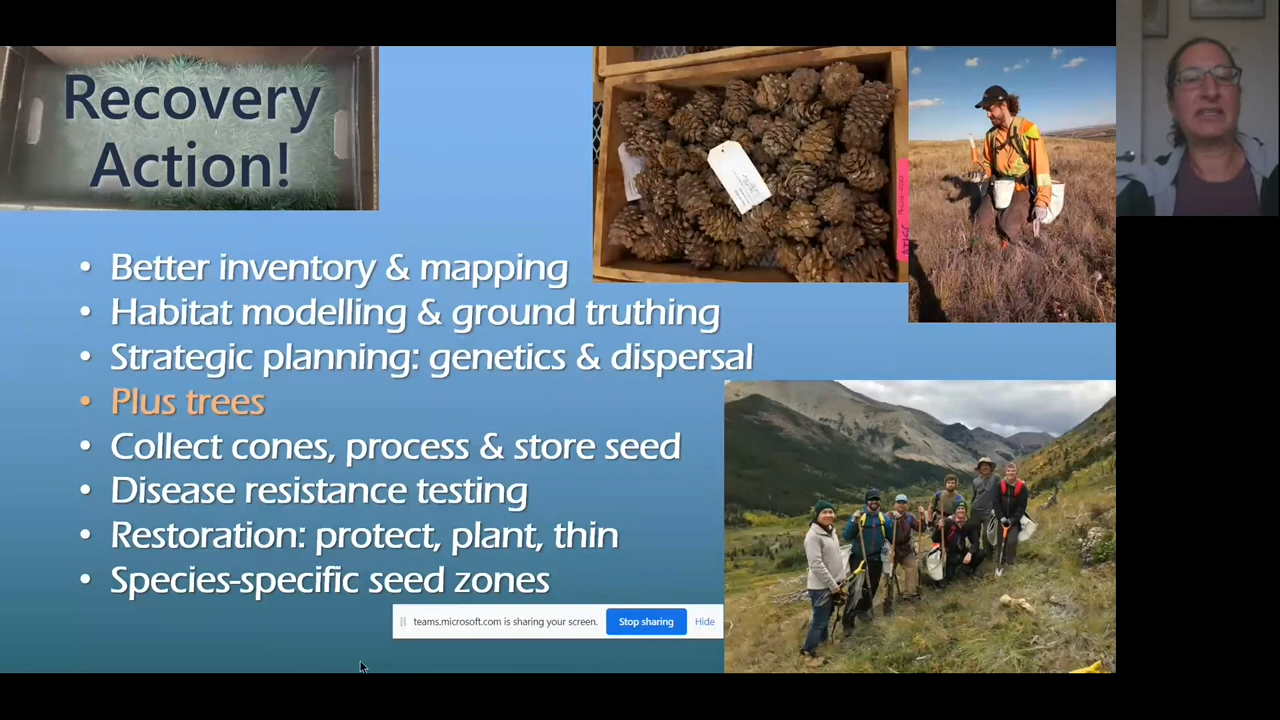 Recovery
Action!
• Better inventory & mapping
• Habitat modelling & ground truthing
• Strategic planning: genetics & dispersal
• Plus trees
• Collect cones, process & store seed
• Disease resistance testing
• Restoration: protect, plant, thin
• Species-specific seed zones
teams.microsoft.com is sharing your screen. Stop sharing Hide